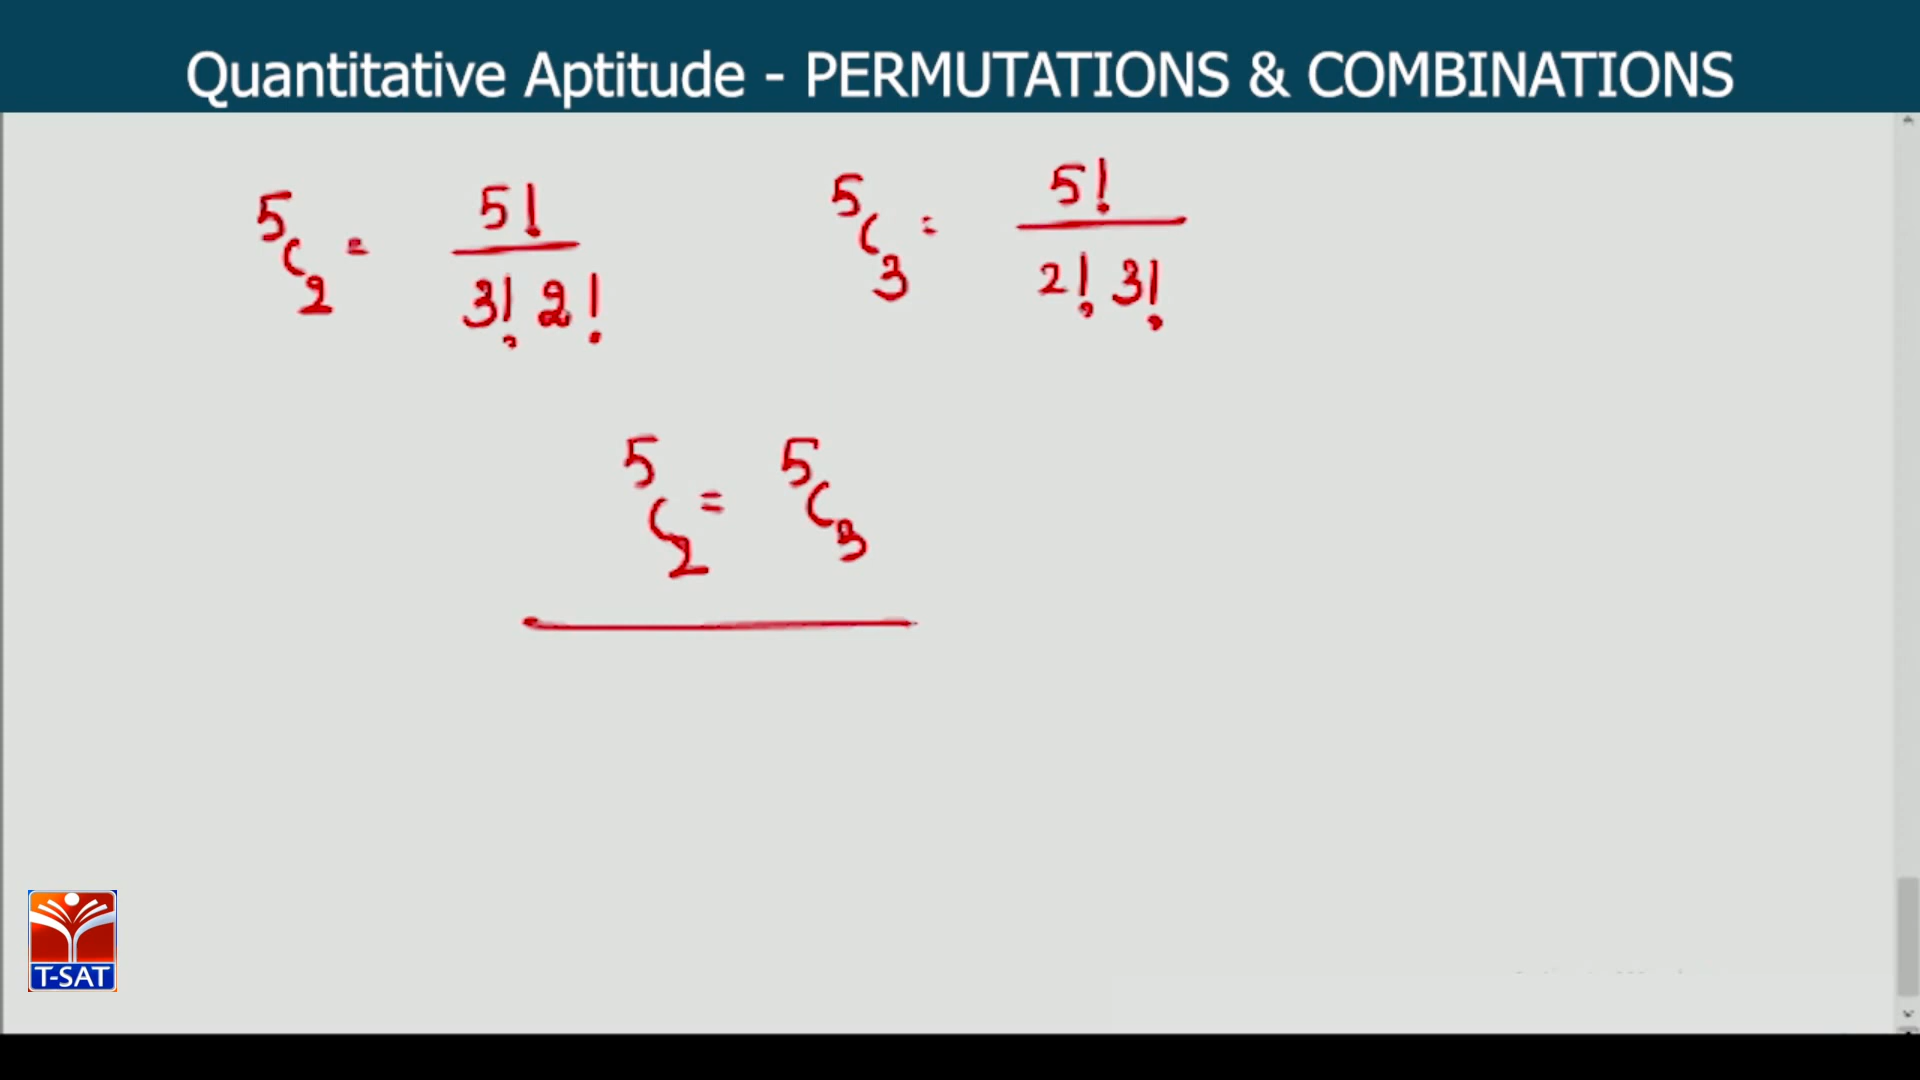 Quantitative Aptitude - PERMUTATIONS & COMBINATIONS
⁵C₂ = 5! / 3! 2!
⁵C₃ = 5! / 2! 3!
⁵C₂ = ⁵C₃
T-SAT